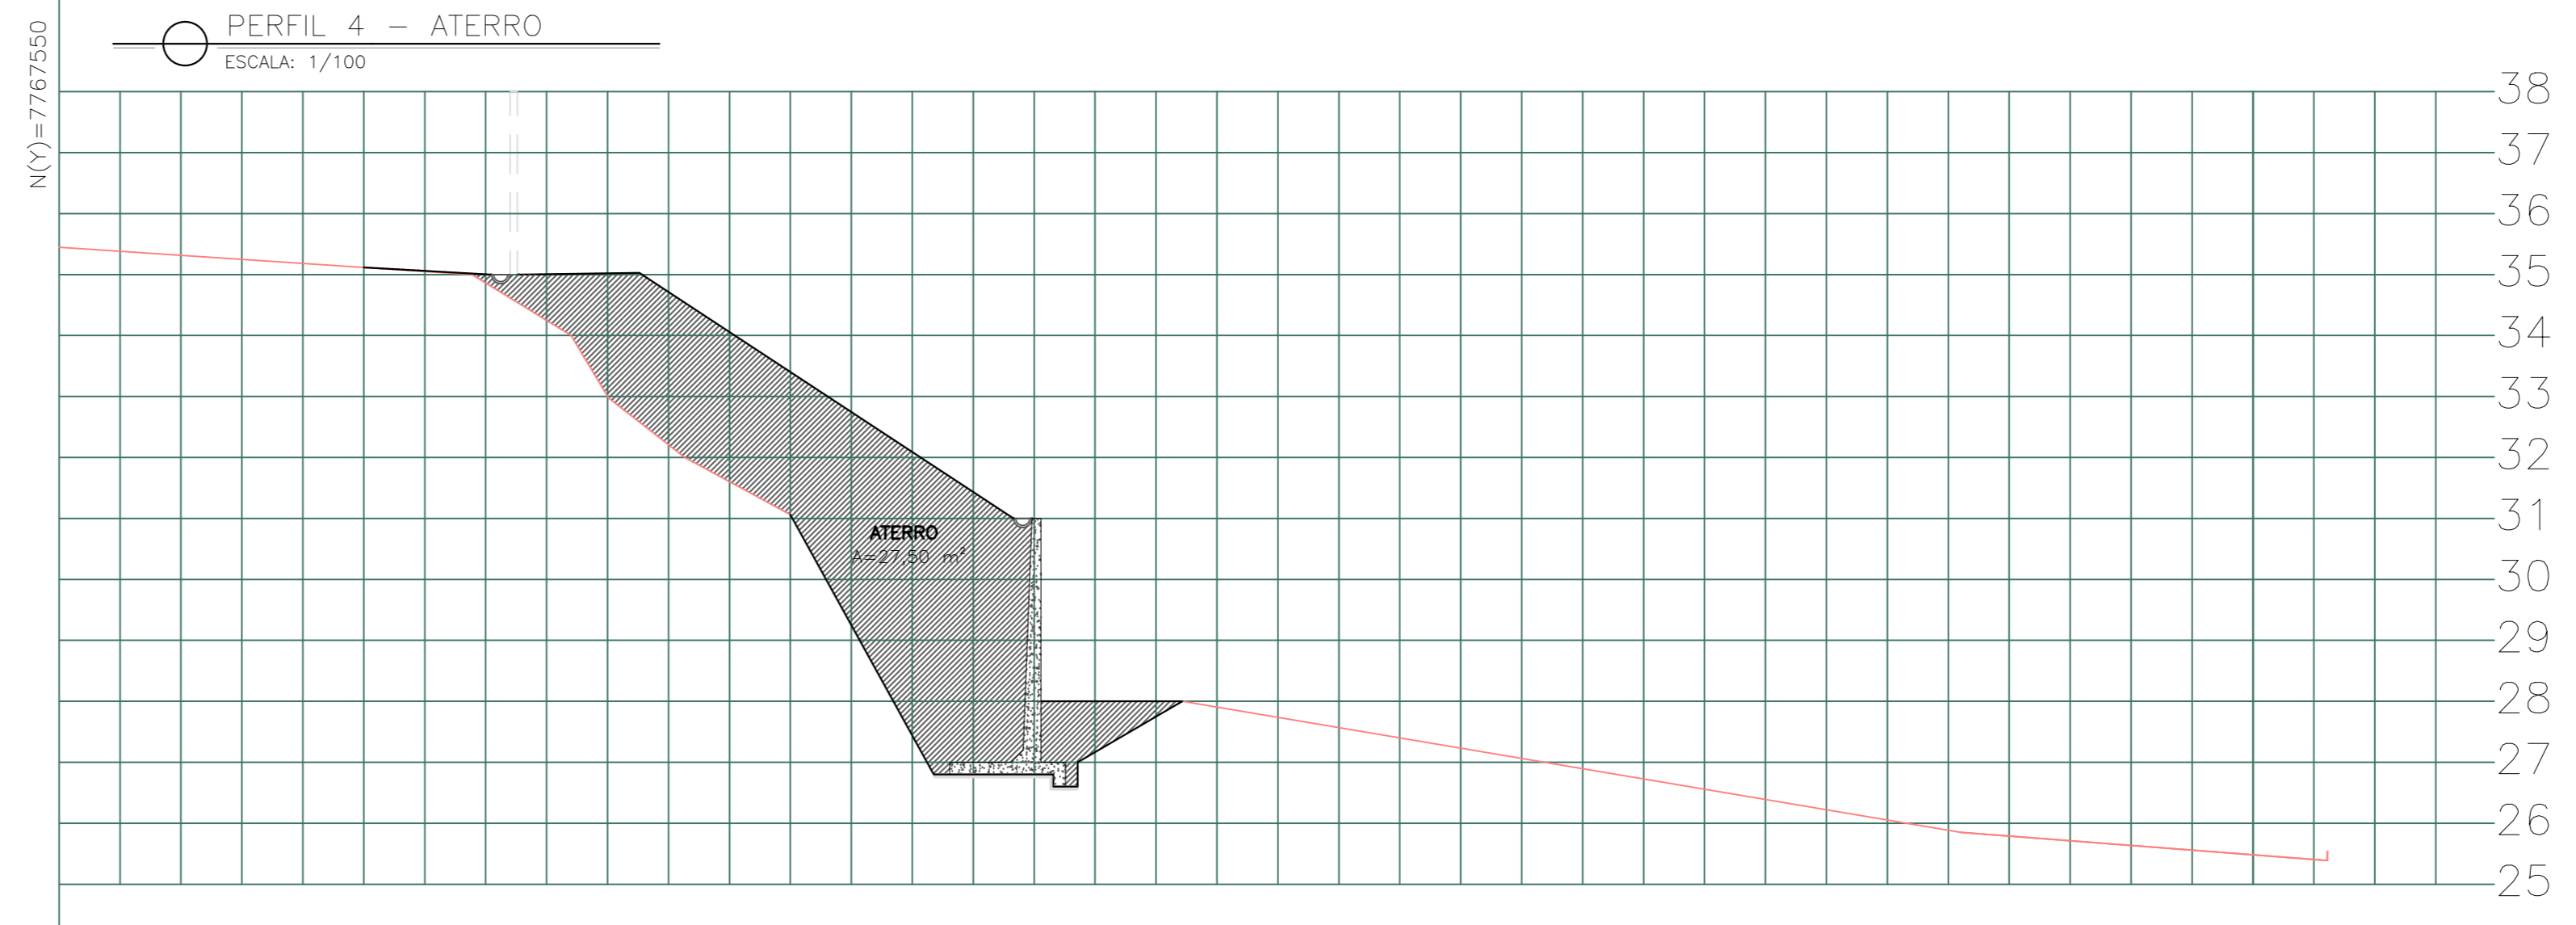 PERFIL 4 - ATERRO
ESCALA: 1/100
N(Y)=7767550
38
37
36
35
34
33
32
31
ATERRO
A=27,50 m²
30
29
28
27
26
25